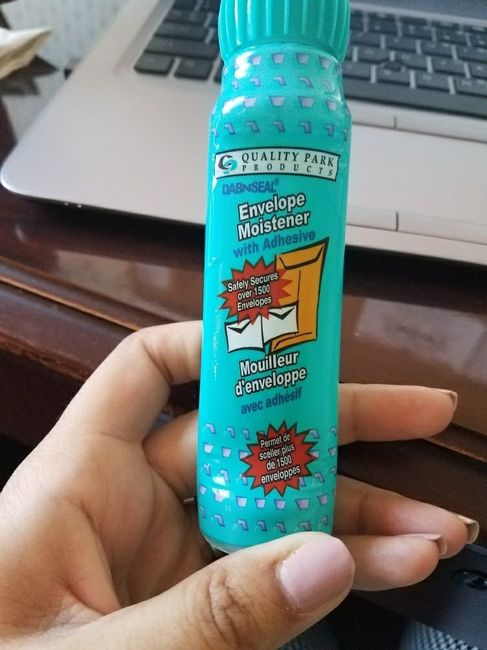 QUALITY PARK
PRODUCTS
DAB'N'SEAL®
Envelope
Moistener
with Adhesive
Safely Secures
over 1500
Envelopes
Mouilleur
d'enveloppe
avec adhésif
Permet de
sceller plus
de 1500
enveloppes